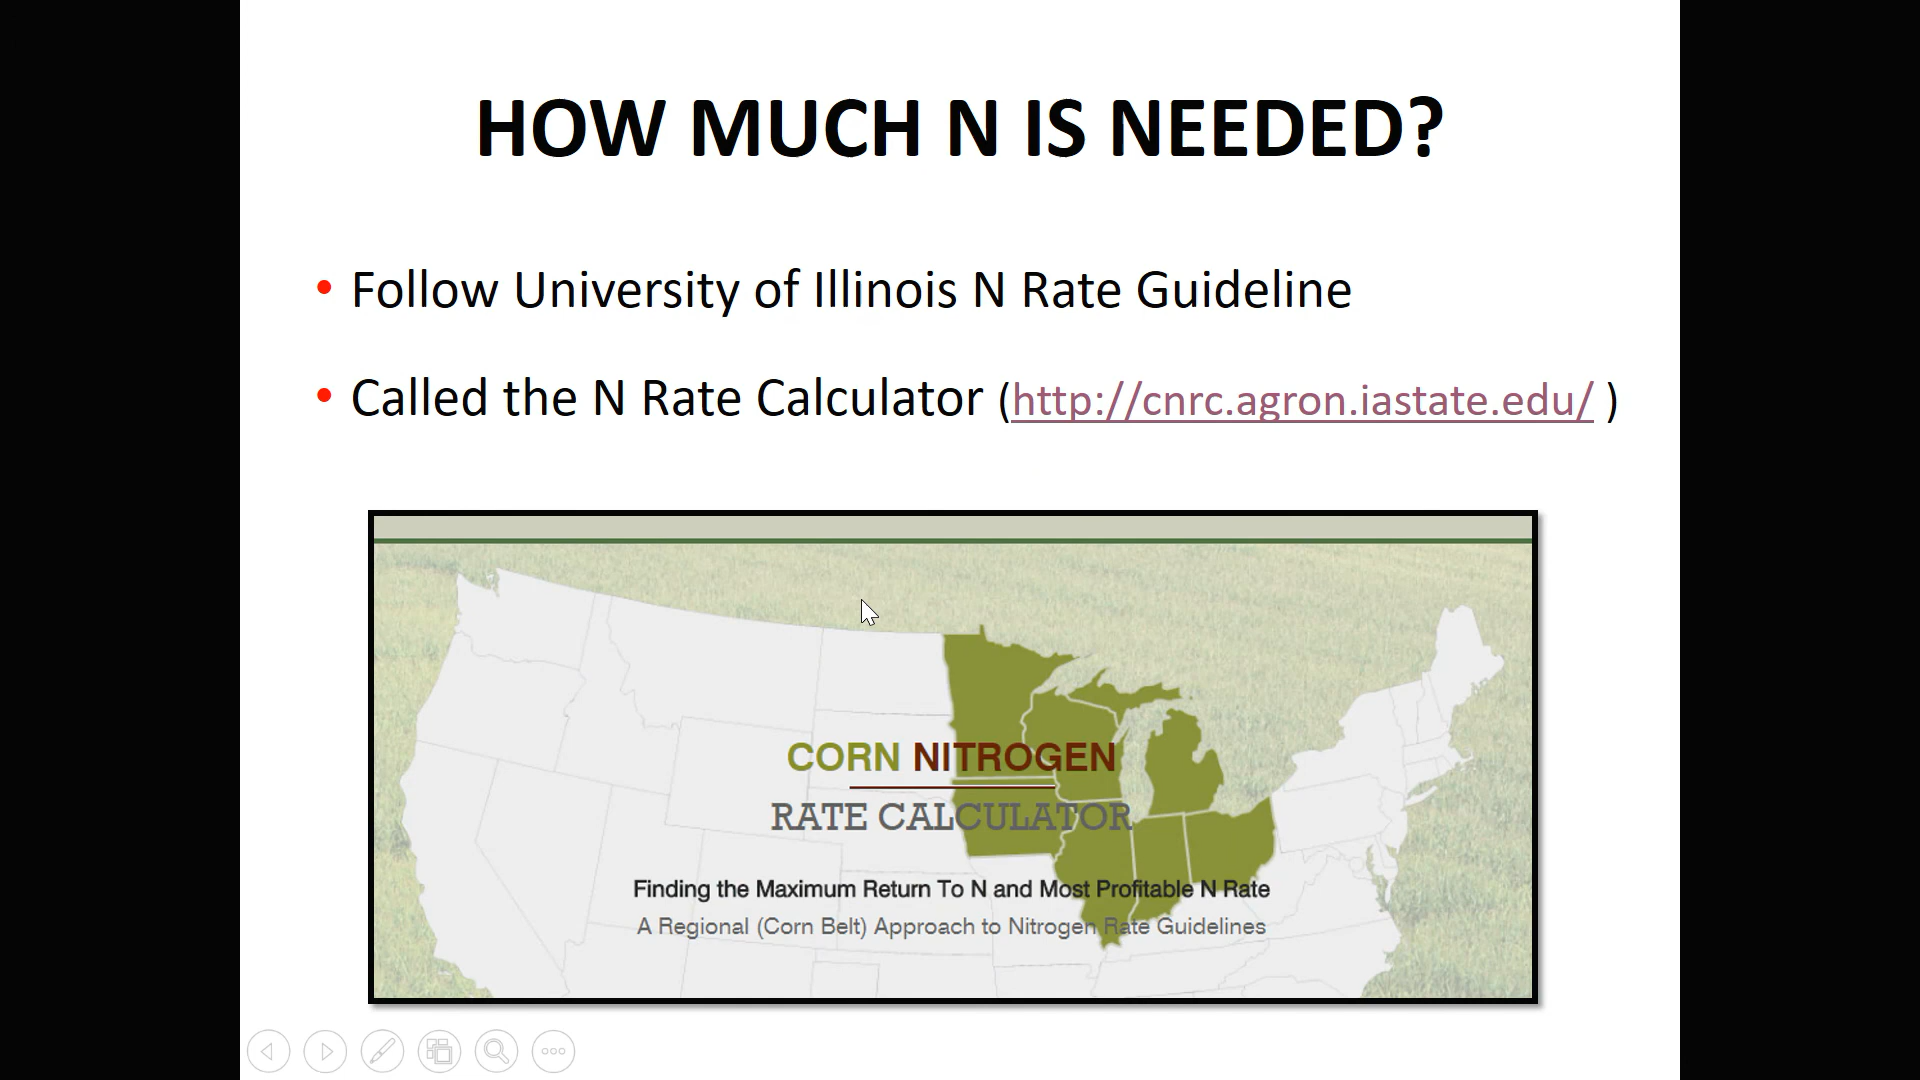 HOW MUCH N IS NEEDED?
• Follow University of Illinois N Rate Guideline
• Called the N Rate Calculator (http://cnrc.agron.iastate.edu/ )
CORN NITROGEN
RATE CALCULATOR
Finding the Maximum Return To N and Most Profitable N Rate
A Regional (Corn Belt) Approach to Nitrogen Rate Guidelines